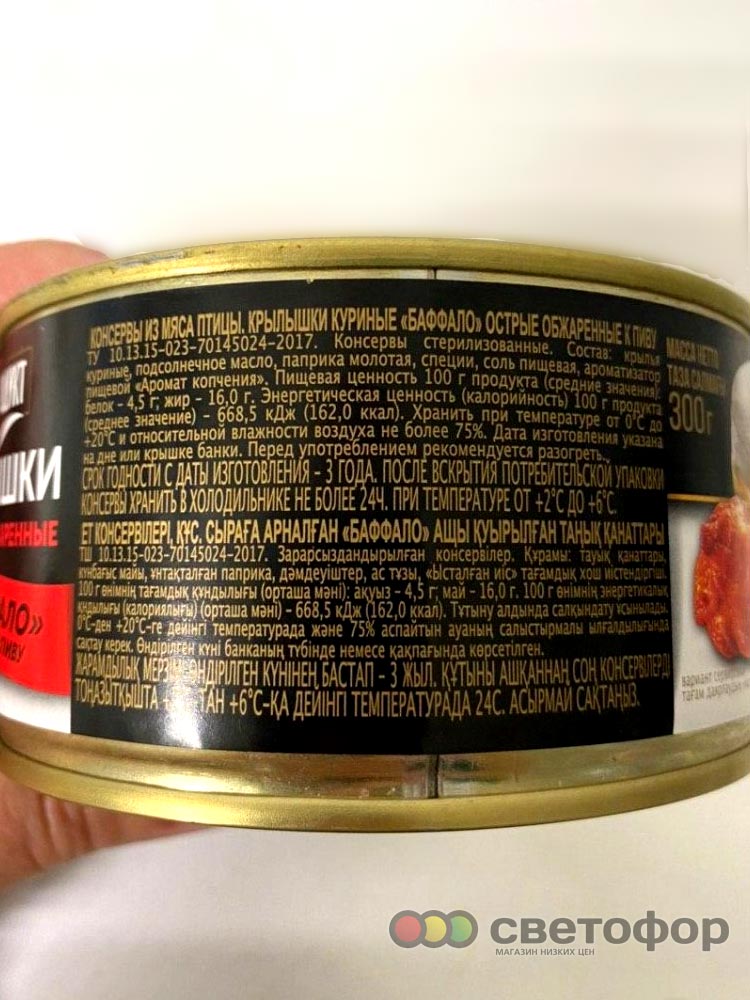 КОНСЕРВЫ ИЗ МЯСА ПТИЦЫ. КРЫЛЫШКИ КУРИНЫЕ «БАФФАЛО» ОСТРЫЕ ОБЖАРЕННЫЕ К ПИВУ
ТУ 10.13.15-023-70145024-2017. Консервы стерилизованные. Состав: крылья
куриные, подсолнечное масло, паприка молотая, специи, соль пищевая, ароматизатор
пищевой «Аромат копчения». Пищевая ценность 100 г продукта (средние значения):
белок - 4,5 г; жир - 16,0 г. Энергетическая ценность (калорийность) 100 г продукта
(среднее значение) - 668,5 кДж (162,0 ккал). Хранить при температуре от 0°С до
+20°С и относительной влажности воздуха не более 75%. Дата изготовления указана
на дне или крышке банки. Перед употреблением рекомендуется разогреть.
СРОК ГОДНОСТИ С ДАТЫ ИЗГОТОВЛЕНИЯ - 3 ГОДА. ПОСЛЕ ВСКРЫТИЯ ПОТРЕБИТЕЛЬСКОЙ УПАКОВКИ
КОНСЕРВЫ ХРАНИТЬ В ХОЛОДИЛЬНИКЕ НЕ БОЛЕЕ 24Ч. ПРИ ТЕМПЕРАТУРЕ ОТ +2°С ДО +6°С.
ЕТ КОНСЕРВІЛЕРІ, ҚҰС. СЫРАҒА АРНАЛҒАН «БАФФАЛО» АЩЫ ҚУЫРЫЛҒАН ТАУЫҚ ҚАНАТТАРЫ
ТШ 10.13.15-023-70145024-2017. Зарарсыздандырылған консервілер. Құрамы: тауық қанаттары,
күнбағыс майы, ұнтақталған паприка, дәмдеуіштер, ас тұзы, «Ысталған иіс» тағамдық хош иістендіргіш.
100 г өнімнің тағамдық құндылығы (орташа мәні): ақуыз - 4,5 г; май - 16,0 г. 100 г өнімнің энергетикалық
құндылығы (калориялығы) (орташа мәні) - 668,5 кДж (162,0 ккал). Тұтыну алдында салқындату ұсынылады.
0°С-ден +20°С-ге дейінгі температурада және 75% аспайтын ауаның салыстырмалы ылғалдылығында
сақтау керек. Өндірілген күні банканың түбінде немесе қақпағында көрсетілген.
ЖАРАМДЫЛЫҚ МЕРЗІМІ ӨНДІРІЛГЕН КҮНІНЕН БАСТАП - 3 ЖЫЛ. ҚҰТЫНЫ АШҚАННАН СОҢ КОНСЕРВІЛЕРДІ
ТОҢАЗЫТҚЫШТА ТАН +6°С-ҚА ДЕЙІНГІ ТЕМПЕРАТУРАДА 24С. АСЫРМАЙ САҚТАҢЫЗ.
МАССА НЕТТО
ТАЗА САЛМАҒЫ
300г
ШКИ
РЕННЫЕ
АЛО»
ПИВУ
вариант
СВЕТОФОР
МАГАЗИН НИЗКИХ ЦЕН